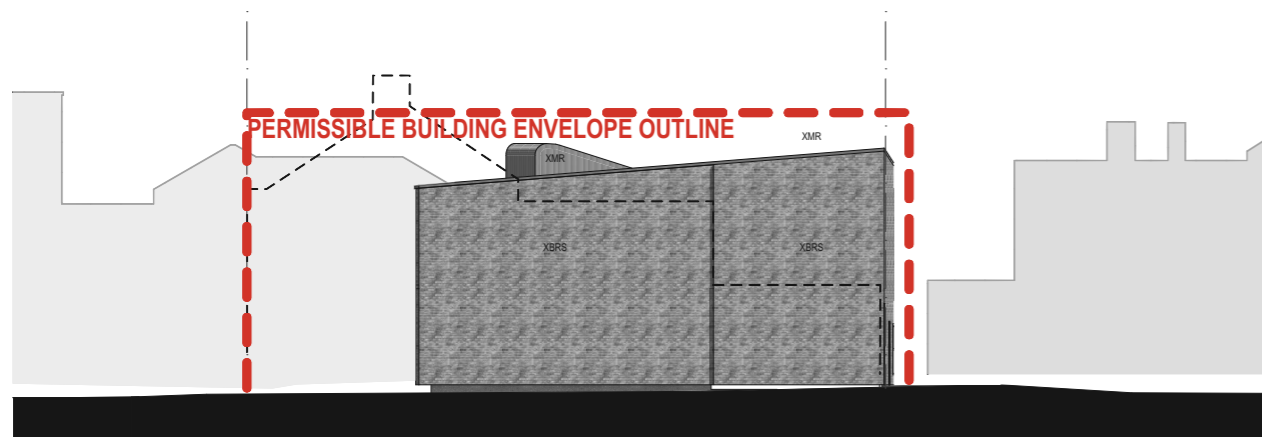 PERMISSIBLE BUILDING ENVELOPE OUTLINE
XMR
XMR
XBRS
XBRS